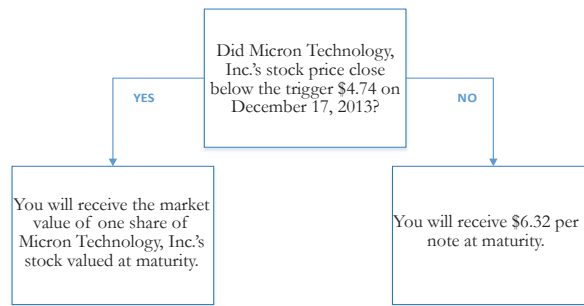 Did Micron Technology,
Inc.'s stock price close
below the trigger $4.74 on
December 17, 2013?
YES
NO
You will receive the market
value of one share of
Micron Technology, Inc.'s
stock valued at maturity.
You will receive $6.32 per
note at maturity.